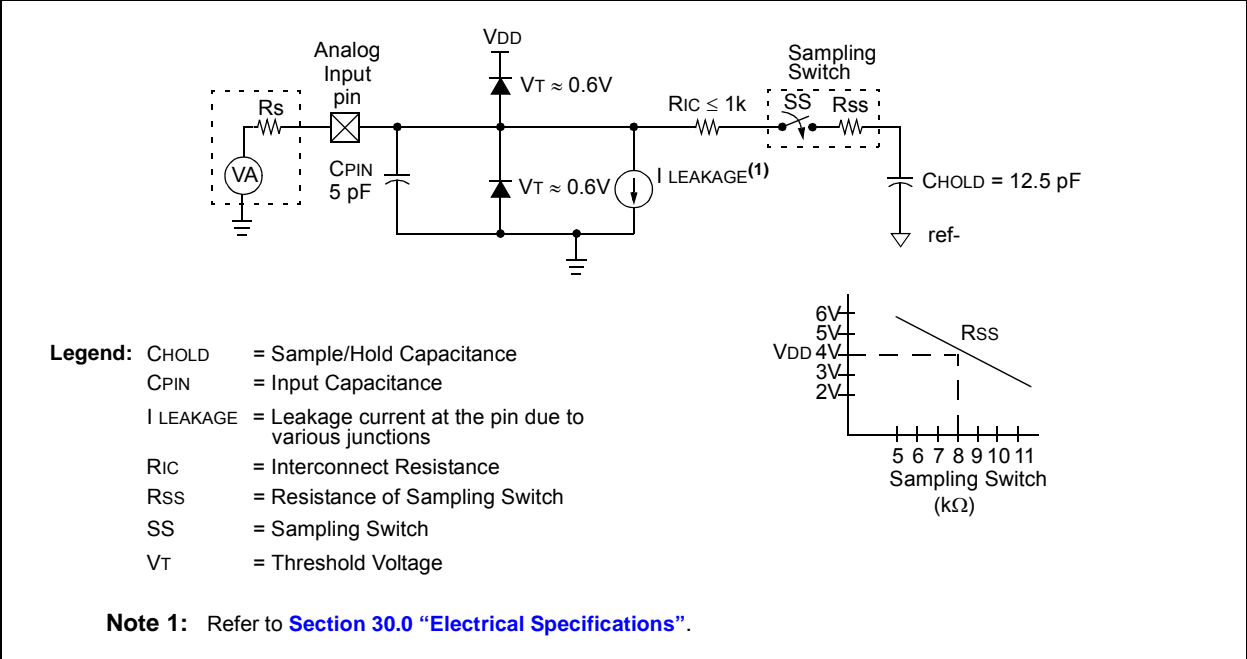 VDD
Analog
Input
pin
VT ≈ 0.6V
Sampling
Switch
RIC ≤ 1k
SS
Rss
Rs
VA
CPIN
5 pF
VT ≈ 0.6V
I LEAKAGE(1)
CHOLD = 12.5 pF
ref-
Legend: CHOLD = Sample/Hold Capacitance
CPIN = Input Capacitance
I LEAKAGE = Leakage current at the pin due to
various junctions
RIC = Interconnect Resistance
RSS = Resistance of Sampling Switch
SS = Sampling Switch
VT = Threshold Voltage
6V
5V
VDD 4V
3V
2V
RSS
5 6 7 8 9 10 11
Sampling Switch
(kΩ)
Note 1: Refer to Section 30.0 “Electrical Specifications”.